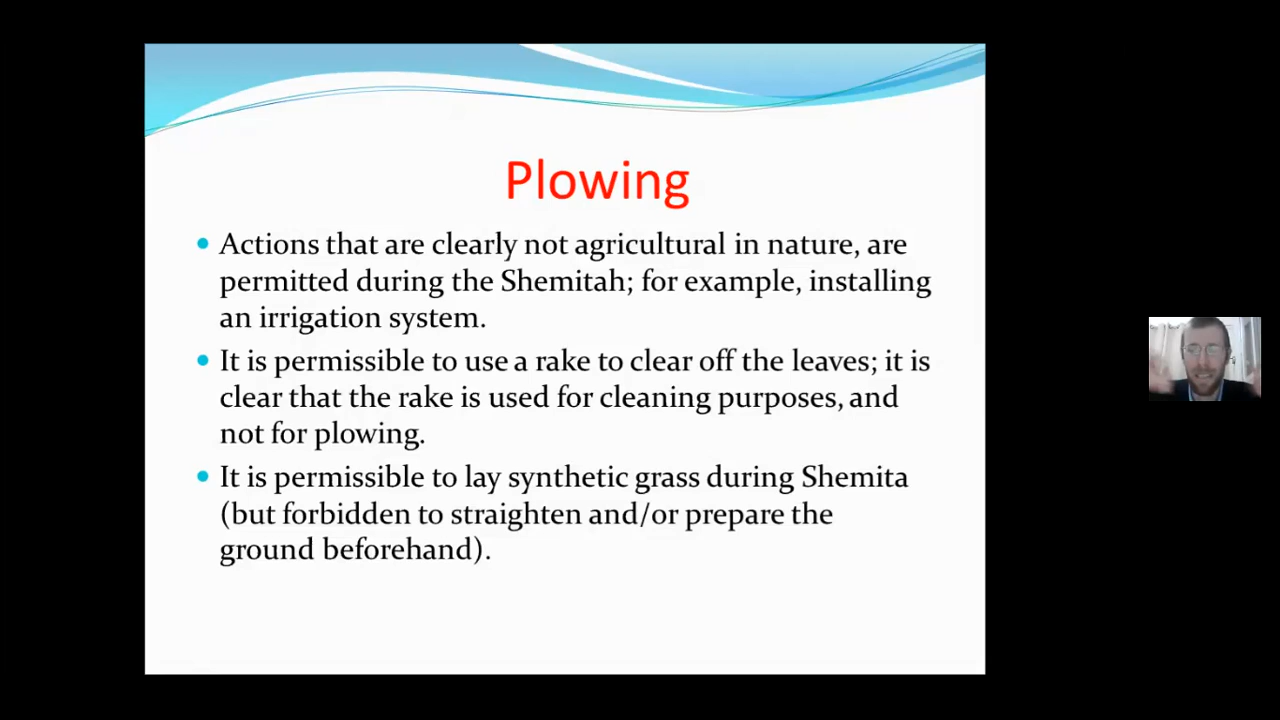 Plowing
• Actions that are clearly not agricultural in nature, are
permitted during the Shemitah; for example, installing
an irrigation system.
• It is permissible to use a rake to clear off the leaves; it is
clear that the rake is used for cleaning purposes, and
not for plowing.
• It is permissible to lay synthetic grass during Shemita
(but forbidden to straighten and/or prepare the
ground beforehand).